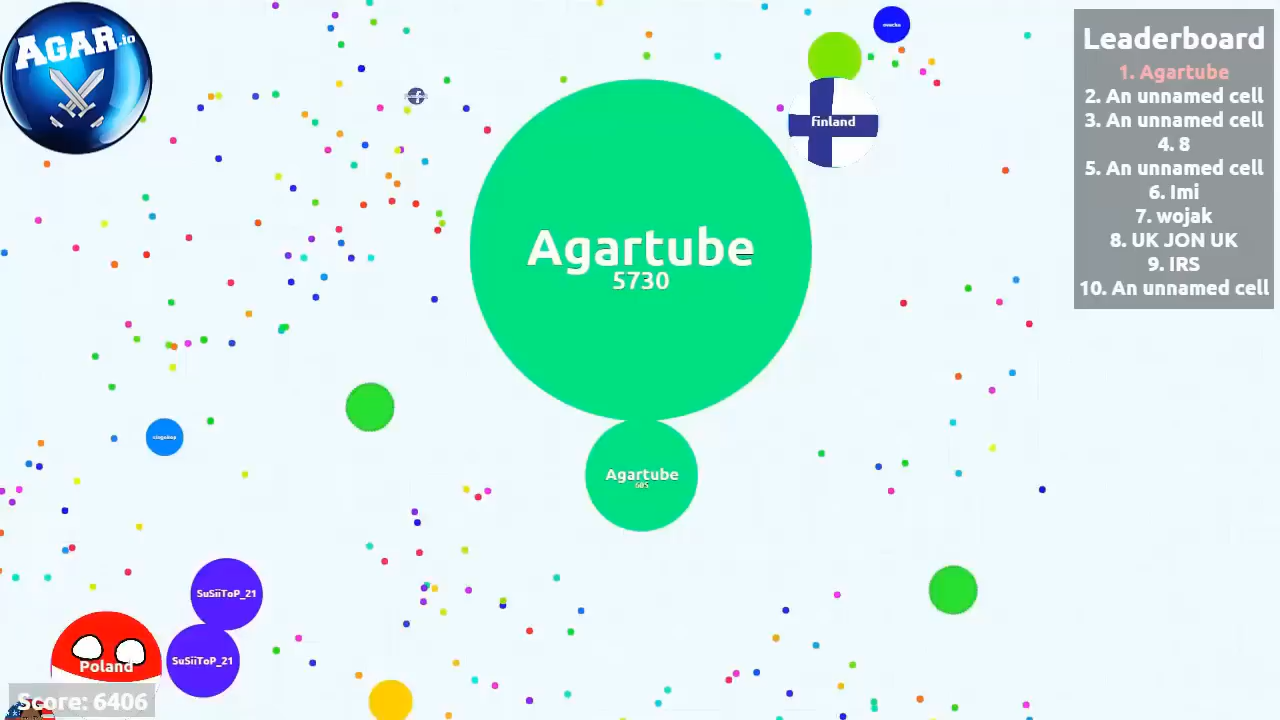 AGAR.io
Leaderboard
1. Agartube
2. An unnamed cell
3. An unnamed cell
4. 8
5. An unnamed cell
6. Imi
7. wojak
8. UK JON UK
9. IRS
10. An unnamed cell
Finland
Agartube
5730
Agartube
605
SuSiiToP_21
SuSiiToP_21
Poland
Score: 6406